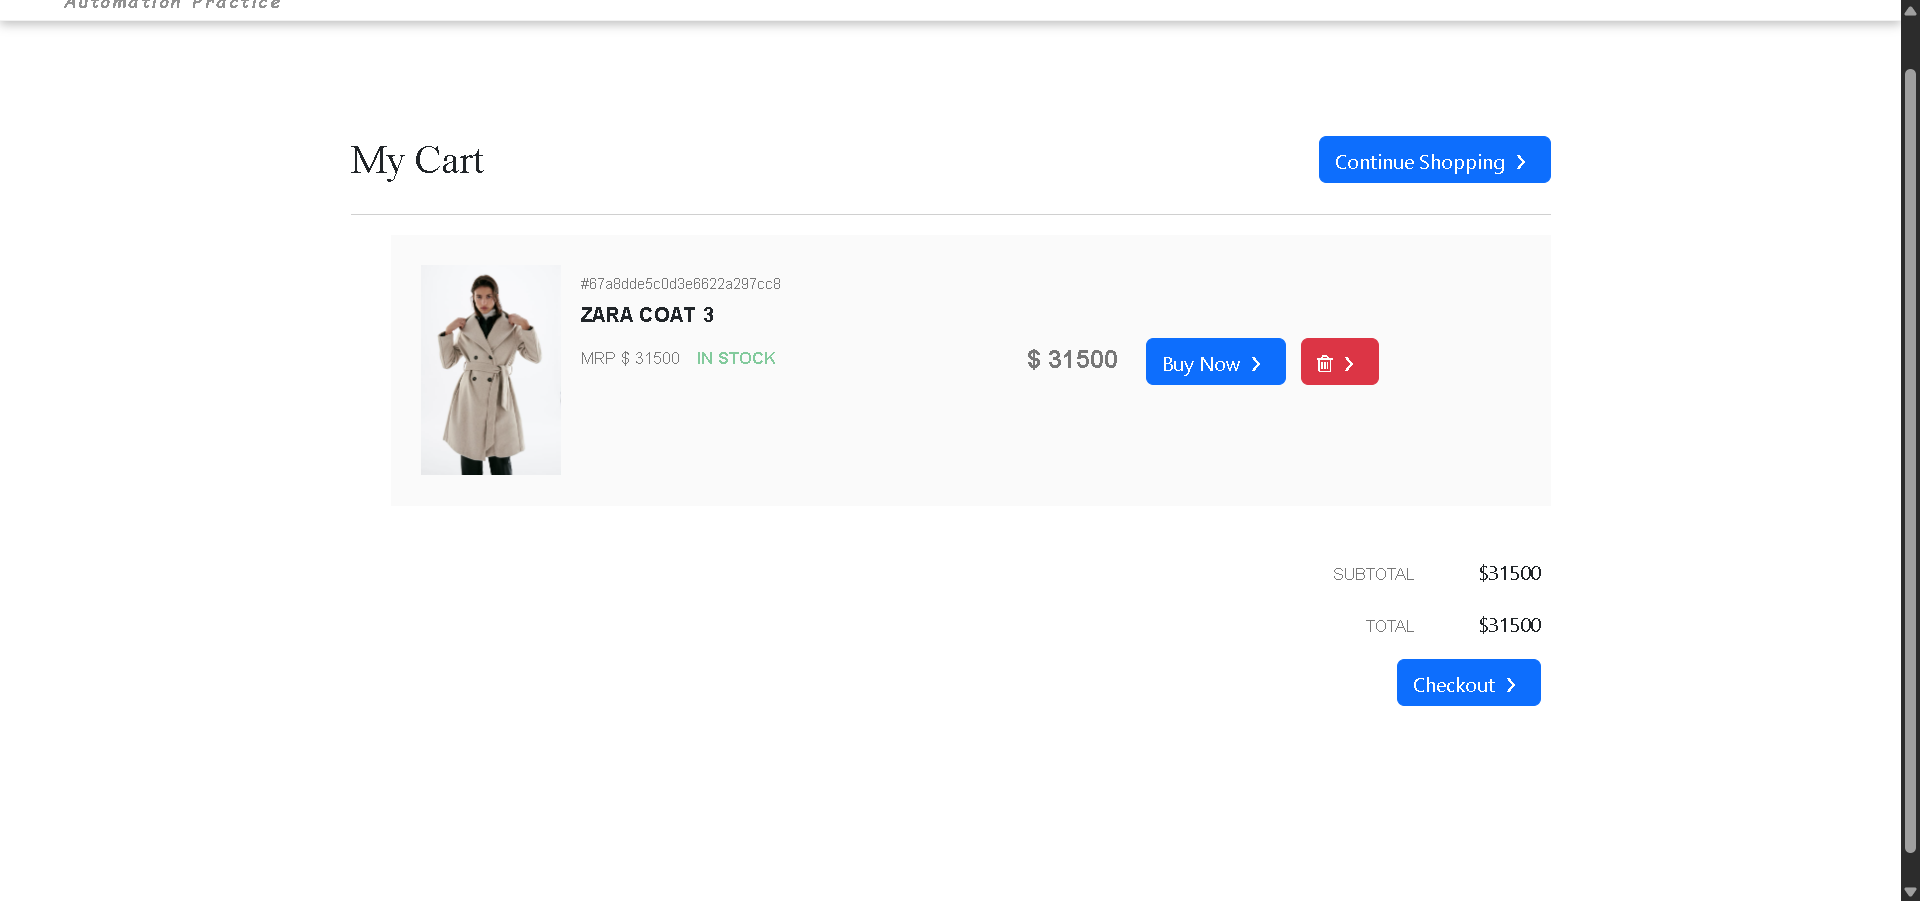 Automation Practice
My Cart
Continue Shopping
#67a8dde5c0d3e6622a297cc8
ZARA COAT 3
MRP $ 31500 IN STOCK
$ 31500
Buy Now
SUBTOTAL $31500
TOTAL $31500
Checkout